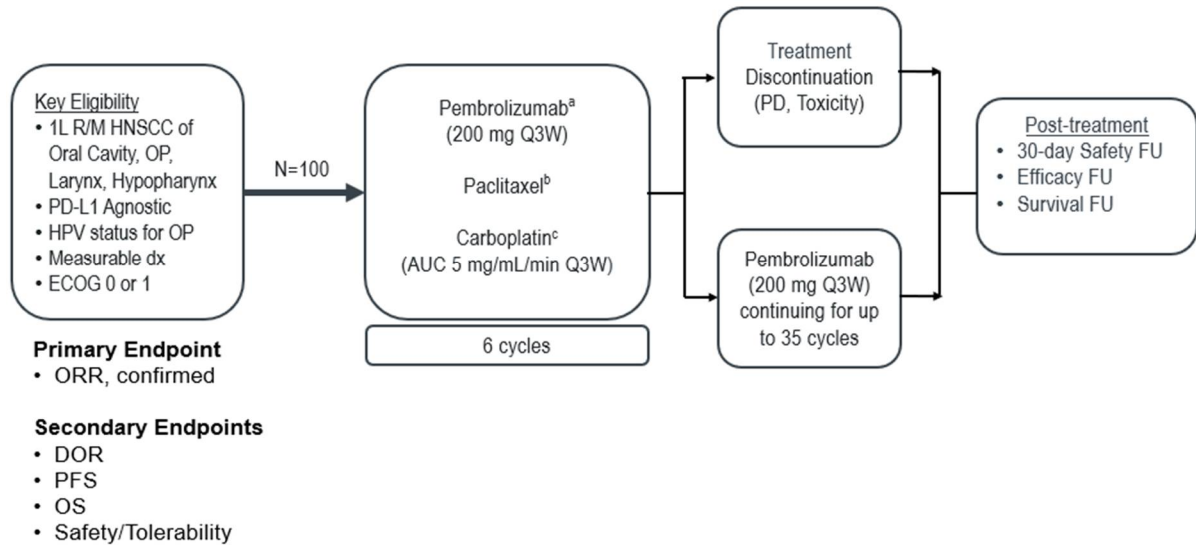 Key Eligibility
• 1L R/M HNSCC of
Oral Cavity, OP,
Larynx, Hypopharynx
• PD-L1 Agnostic
• HPV status for OP
• Measurable dx
• ECOG 0 or 1
N=100
Pembrolizumabᵃ
(200 mg Q3W)
Paclitaxelᵇ
Carboplatinᶜ
(AUC 5 mg/mL/min Q3W)
6 cycles
Treatment
Discontinuation
(PD, Toxicity)
Pembrolizumab
(200 mg Q3W)
continuing for up
to 35 cycles
Post-treatment
• 30-day Safety FU
• Efficacy FU
• Survival FU
Primary Endpoint
• ORR, confirmed
Secondary Endpoints
• DOR
• PFS
• OS
• Safety/Tolerability